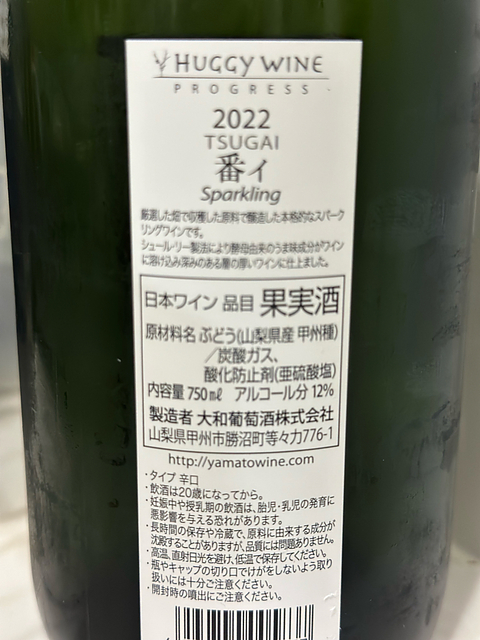 HUGGY WINE
PROGRESS
2022
TSUGAI
番イ
Sparkling
厳選した畑で収穫した原料で醸造した本格的なスパーク
リングワインです。
シュール・リー製法により酵母由来のうま味成分がワイン
に溶け込み深みのある層の厚いワインに仕上ました。
日本ワイン 品目 果実酒
原材料名 ぶどう(山梨県産 甲州種)
／炭酸ガス、
酸化防止剤(亜硫酸塩)
内容量 750㎖ アルコール分 12%
製造者 大和葡萄酒株式会社
山梨県甲州市勝沼町等々力776-1
http://yamatowine.com
・タイプ 辛口
・飲酒は20歳になってから。
・妊娠中や授乳期の飲酒は、胎児・乳児の発育に
悪影響を与える恐れがあります。
・長時間の保存や冷蔵で、原料に由来する成分が
沈殿することがありますが、品質には問題ありません。
・高温、直射日光を避け、低温で保存してください。
・瓶やキャップの切り口でけがをしないよう取り
扱いには十分ご注意ください。
・開封時の噴出にご注意ください。